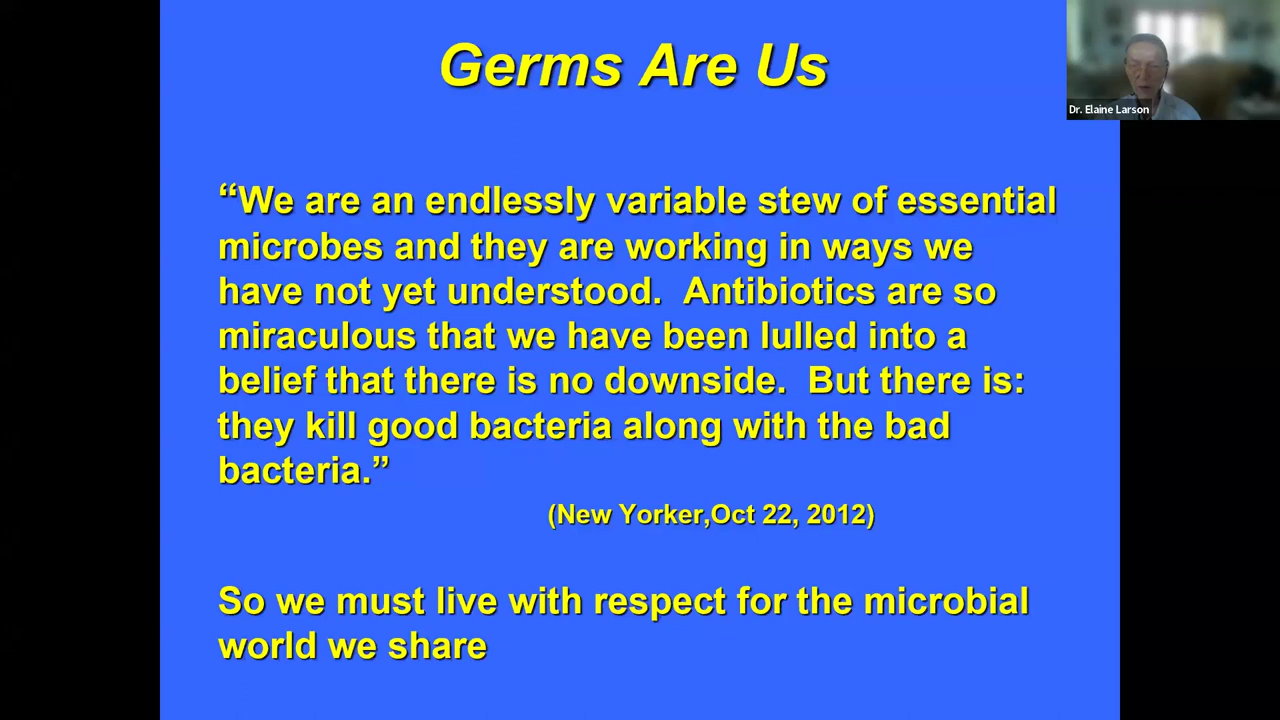 Germs Are Us
Dr. Elaine Larson
“We are an endlessly variable stew of essential
microbes and they are working in ways we
have not yet understood.  Antibiotics are so
miraculous that we have been lulled into a
belief that there is no downside.  But there is:
they kill good bacteria along with the bad
bacteria.”
(New Yorker,Oct 22, 2012)
So we must live with respect for the microbial
world we share